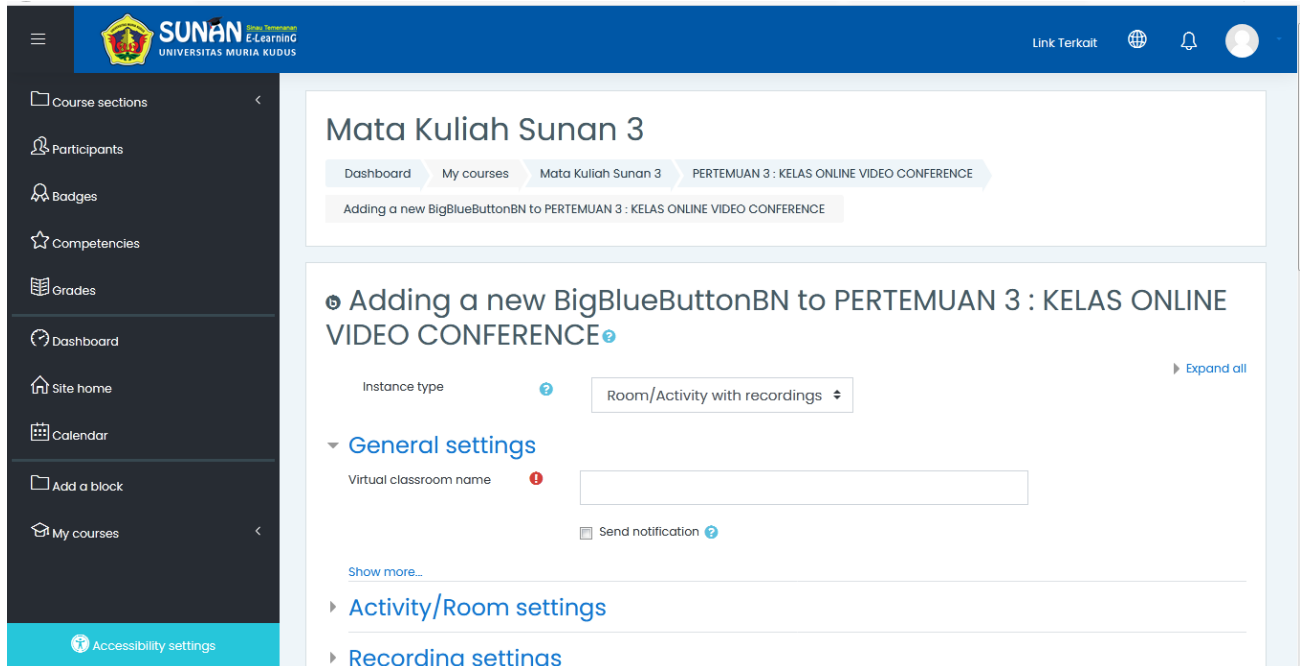 SUNAN Sinau Temenanan
E-LearninG
UNIVERSITAS MURIA KUDUS
Link Terkait
Course sections
Participants
Badges
Competencies
Grades
Dashboard
Site home
Calendar
Add a block
My courses
Accessibility settings
Mata Kuliah Sunan 3
Dashboard My courses Mata Kuliah Sunan 3 PERTEMUAN 3 : KELAS ONLINE VIDEO CONFERENCE
Adding a new BigBlueButtonBN to PERTEMUAN 3 : KELAS ONLINE VIDEO CONFERENCE
Adding a new BigBlueButtonBN to PERTEMUAN 3 : KELAS ONLINE
VIDEO CONFERENCE
Expand all
Instance type Room/Activity with recordings
General settings
Virtual classroom name
Send notification
Show more...
Activity/Room settings
Recording settings